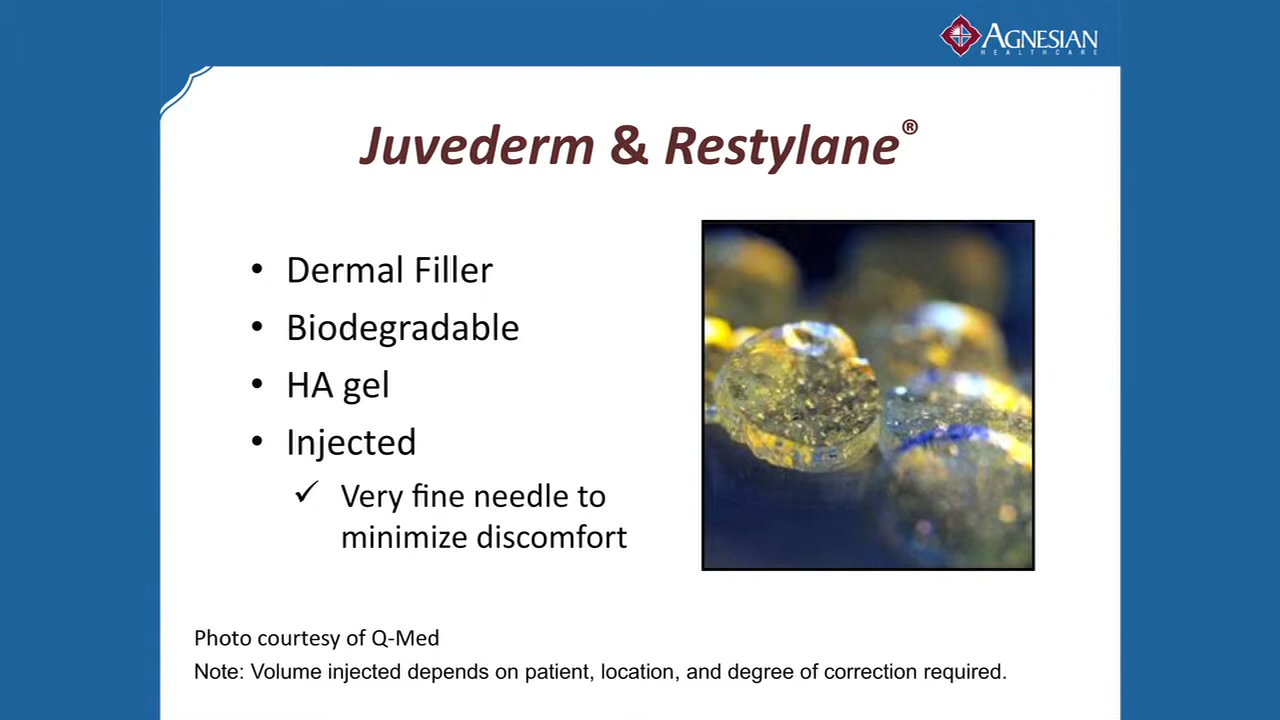 AGNESIAN
HEALTHCARE
Juvederm & Restylane®
• Dermal Filler
• Biodegradable
• HA gel
• Injected
✓ Very fine needle to
minimize discomfort
Photo courtesy of Q-Med
Note: Volume injected depends on patient, location, and degree of correction required.